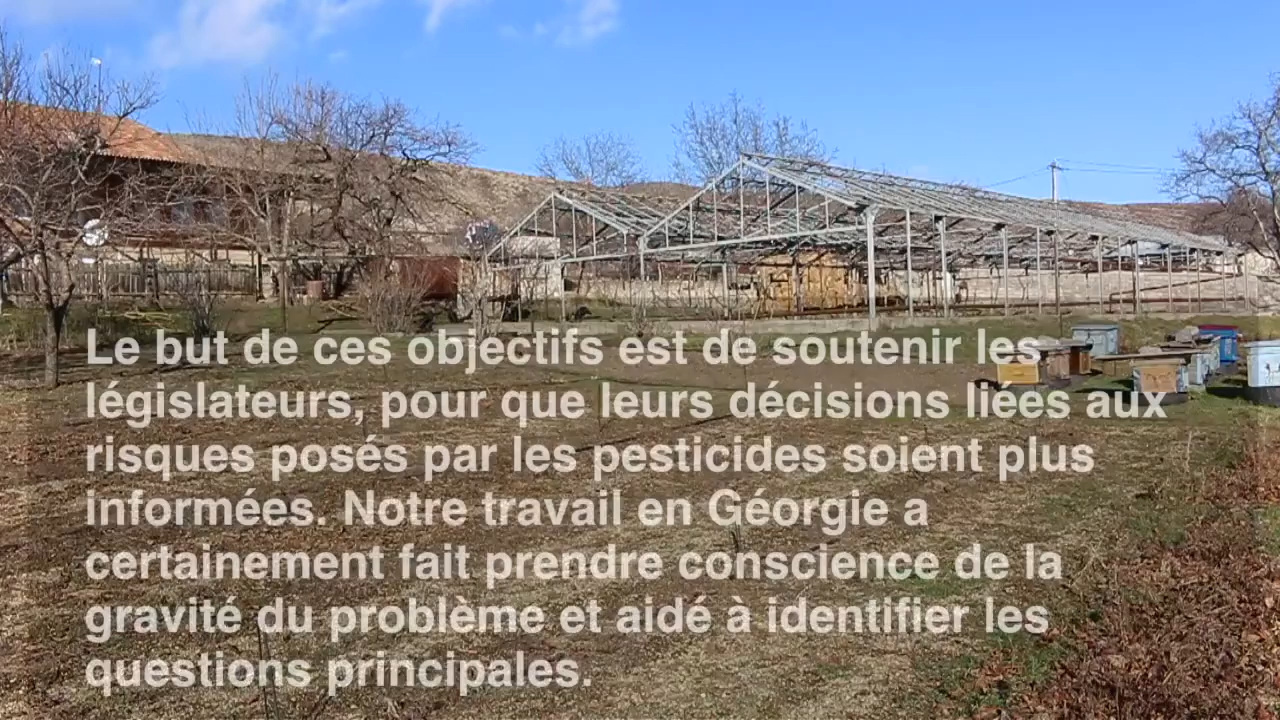 Le but de ces objectifs est de soutenir les
législateurs, pour que leurs décisions liées aux
risques posés par les pesticides soient plus
informées. Notre travail en Géorgie a
certainement fait prendre conscience de la
gravité du problème et aidé à identifier les
questions principales.